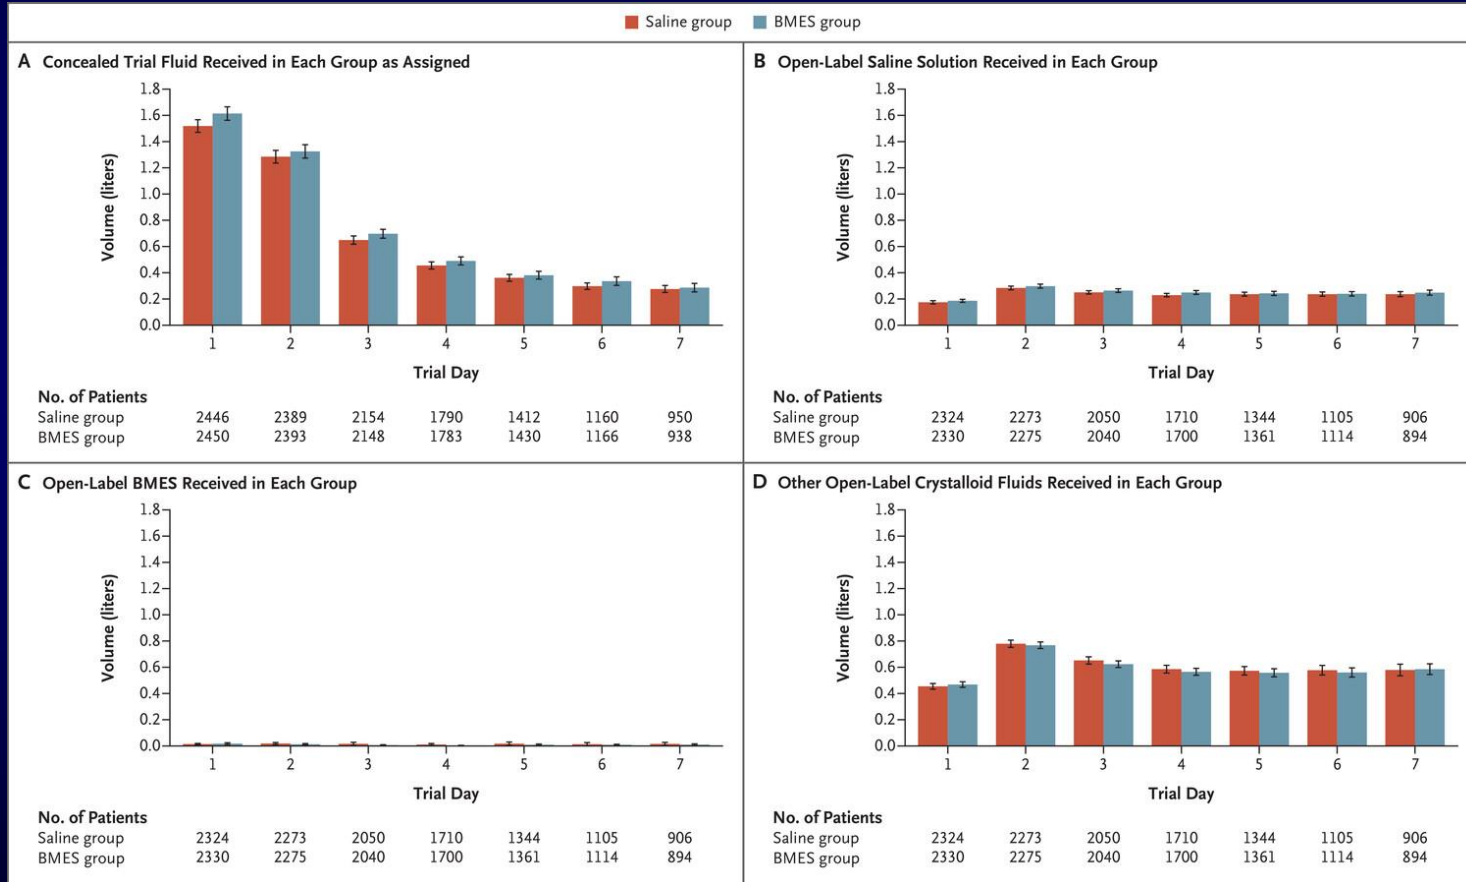 Saline group BMES group
A Concealed Trial Fluid Received in Each Group as Assigned
Volume (liters)
1.8
1.6
1.4
1.2
1.0
0.8
0.6
0.4
0.2
0.0
1 2 3 4 5 6 7
Trial Day
No. of Patients
Saline group 2446 2389 2154 1790 1412 1160 950
BMES group 2450 2393 2148 1783 1430 1166 938
B Open-Label Saline Solution Received in Each Group
Volume (liters)
1.8
1.6
1.4
1.2
1.0
0.8
0.6
0.4
0.2
0.0
1 2 3 4 5 6 7
Trial Day
No. of Patients
Saline group 2324 2273 2050 1710 1344 1105 906
BMES group 2330 2275 2040 1700 1361 1114 894
C Open-Label BMES Received in Each Group
Volume (liters)
1.8
1.6
1.4
1.2
1.0
0.8
0.6
0.4
0.2
0.0
1 2 3 4 5 6 7
Trial Day
No. of Patients
Saline group 2324 2273 2050 1710 1344 1105 906
BMES group 2330 2275 2040 1700 1361 1114 894
D Other Open-Label Crystalloid Fluids Received in Each Group
Volume (liters)
1.8
1.6
1.4
1.2
1.0
0.8
0.6
0.4
0.2
0.0
1 2 3 4 5 6 7
Trial Day
No. of Patients
Saline group 2324 2273 2050 1710 1344 1105 906
BMES group 2330 2275 2040 1700 1361 1114 894